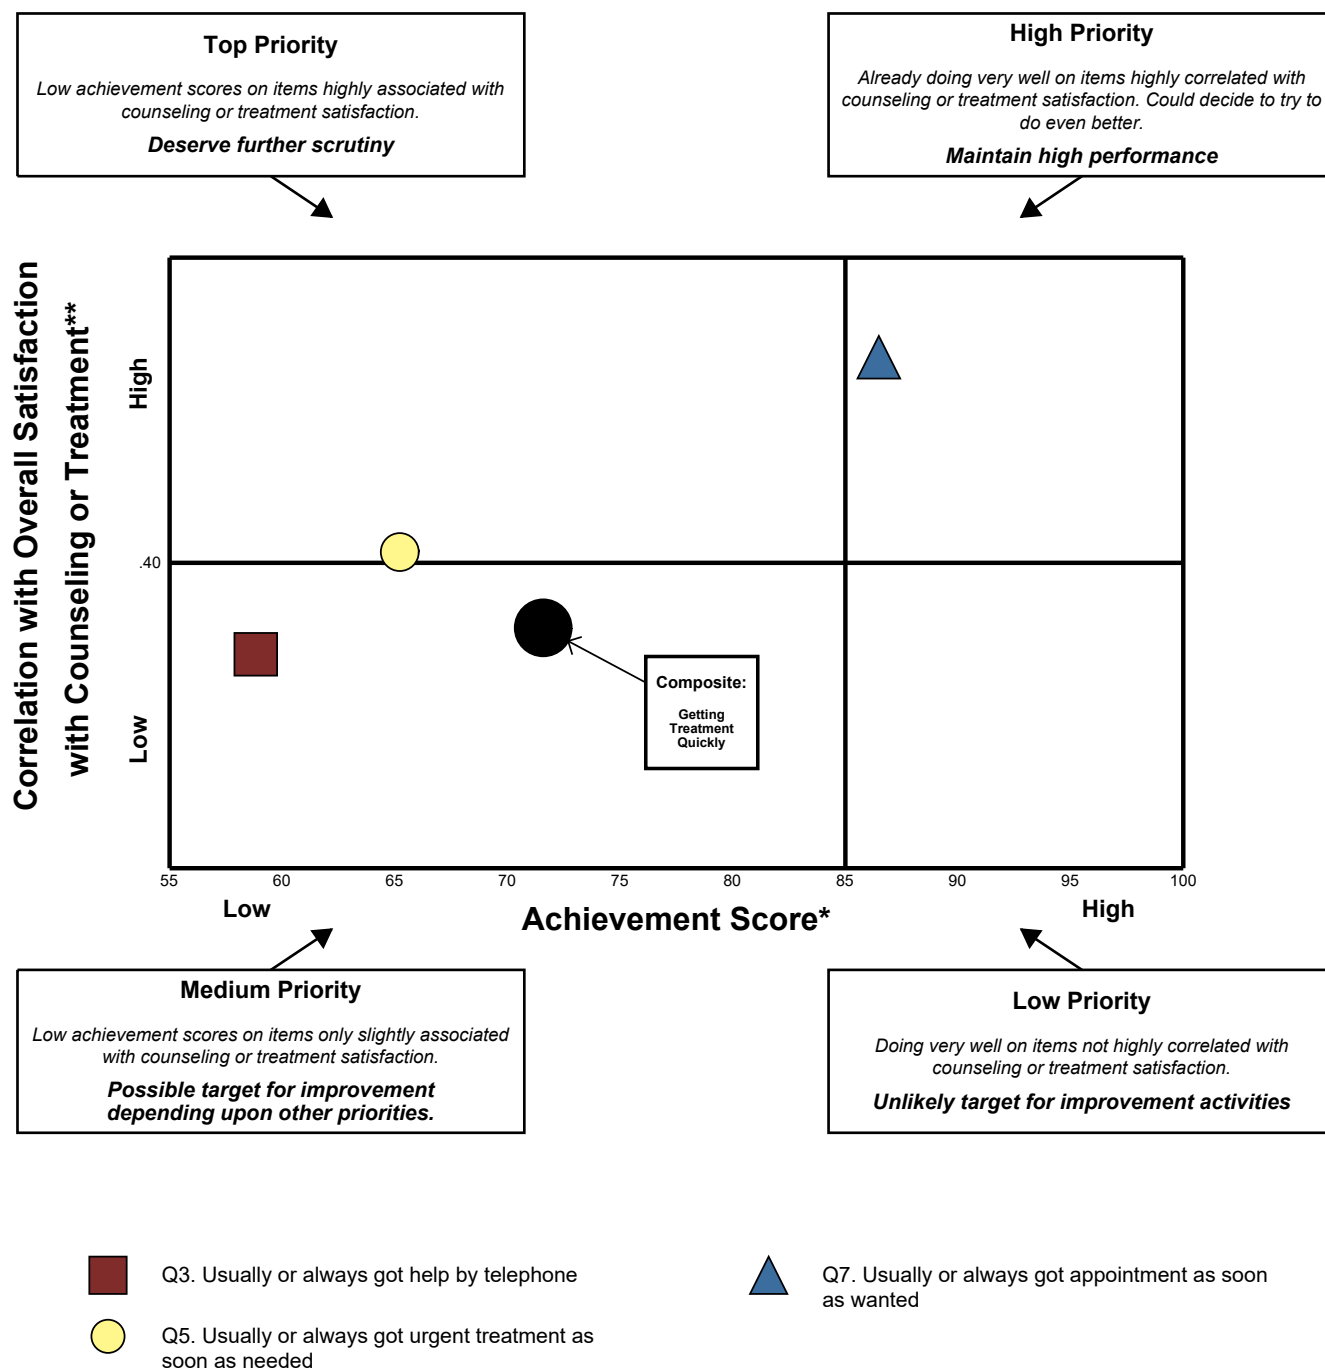 Top Priority
Low achievement scores on items highly associated with
counseling or treatment satisfaction.
Deserve further scrutiny
High Priority
Already doing very well on items highly correlated with
counseling or treatment satisfaction. Could decide to try to
do even better.
Maintain high performance
Correlation with Overall Satisfaction
with Counseling or Treatment**
High
.40
Low
Composite:
Getting
Treatment
Quickly
55 60 65 70 75 80 85 90 95 100
Low
Achievement Score*
High
Medium Priority
Low achievement scores on items only slightly associated
with counseling or treatment satisfaction.
Possible target for improvement
depending upon other priorities.
Low Priority
Doing very well on items not highly correlated with
counseling or treatment satisfaction.
Unlikely target for improvement activities
Q3. Usually or always got help by telephone
Q5. Usually or always got urgent treatment as
soon as needed
Q7. Usually or always got appointment as soon
as wanted